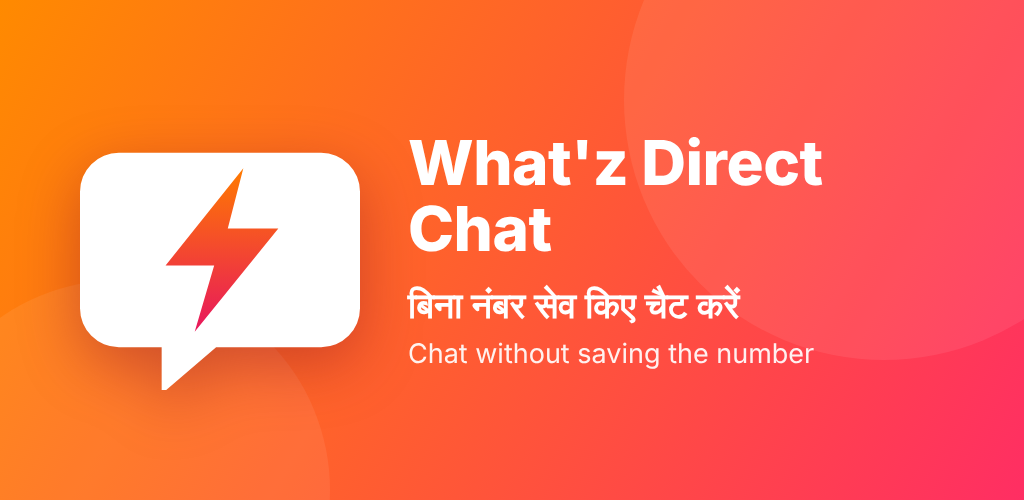 What'z Direct
Chat
बिना नंबर सेव किए चैट करें
Chat without saving the number